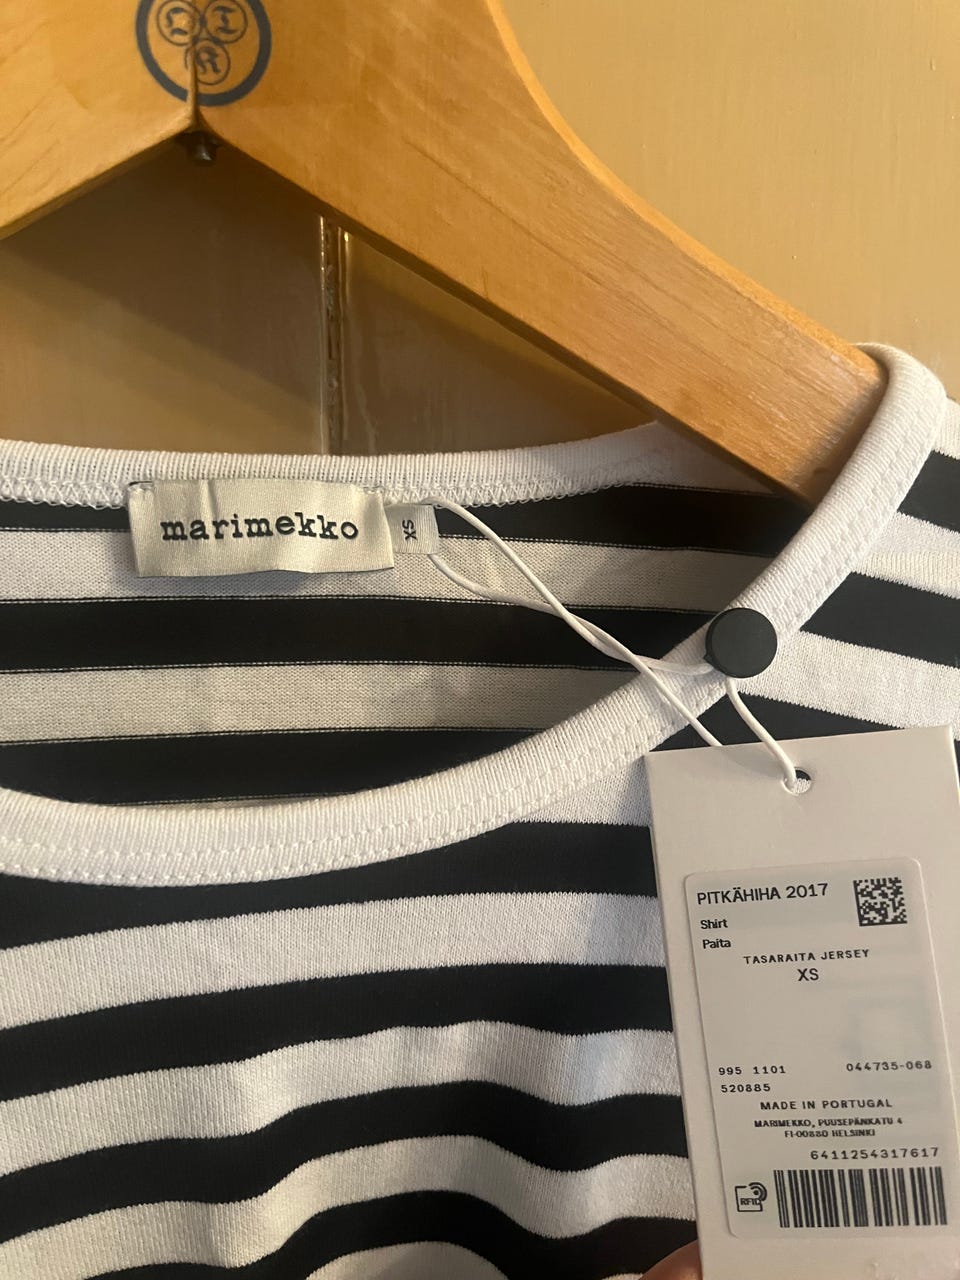 L T
K
marimekko
XS
PITKÄHIHA 2017
Shirt
Paita
TASARAITA JERSEY
XS
995 1101 044735-068
520885
MADE IN PORTUGAL
MARIMEKKO, PUUSEPÄNKATU 4
FI-00880 HELSINKI
6411254317617
RFID